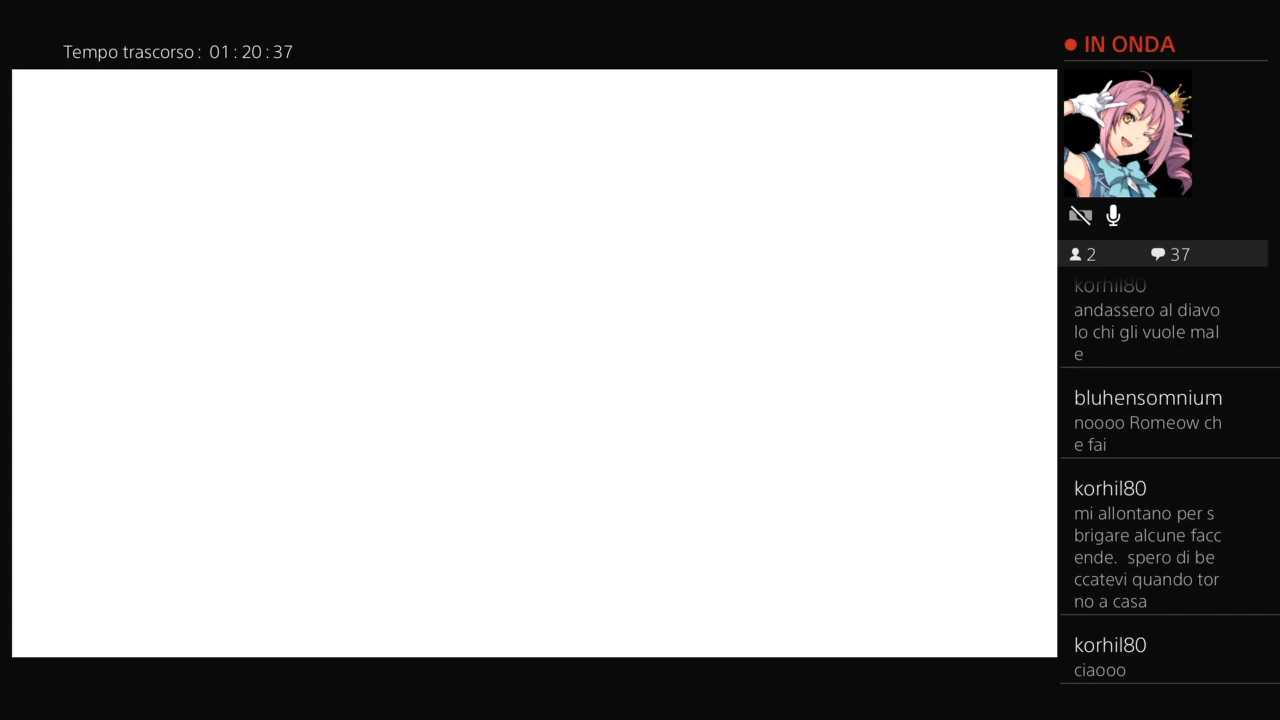 Tempo trascorso : 01 : 20 : 37
IN ONDA
2 37
korhil80
andassero al diavo
lo chi gli vuole mal
e
bluhensomnium
noooo Romeow ch
e fai
korhil80
mi allontano per s
brigare alcune facc
ende.  spero di be
ccatevi quando tor
no a casa
korhil80
ciaooo